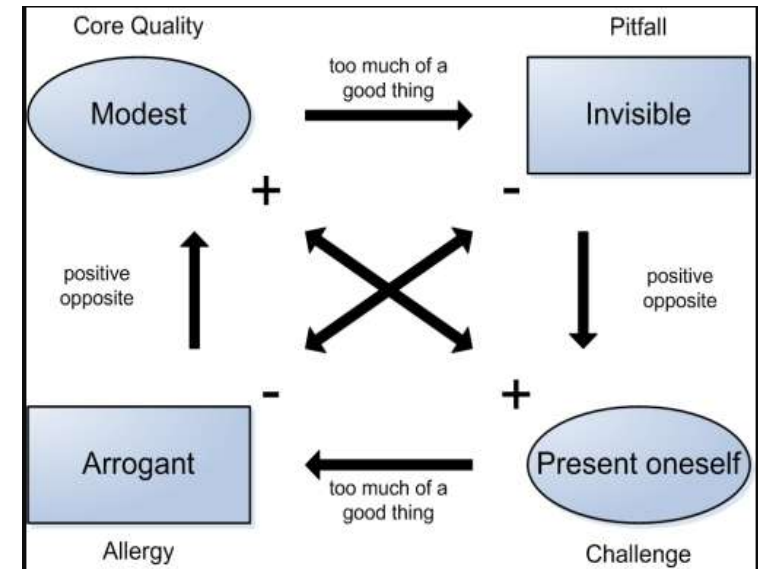 Core Quality
Pitfall
Modest
too much of a
good thing
Invisible
+
-
positive
opposite
positive
opposite
-
+
Arrogant
too much of a
good thing
Present oneself
Allergy
Challenge